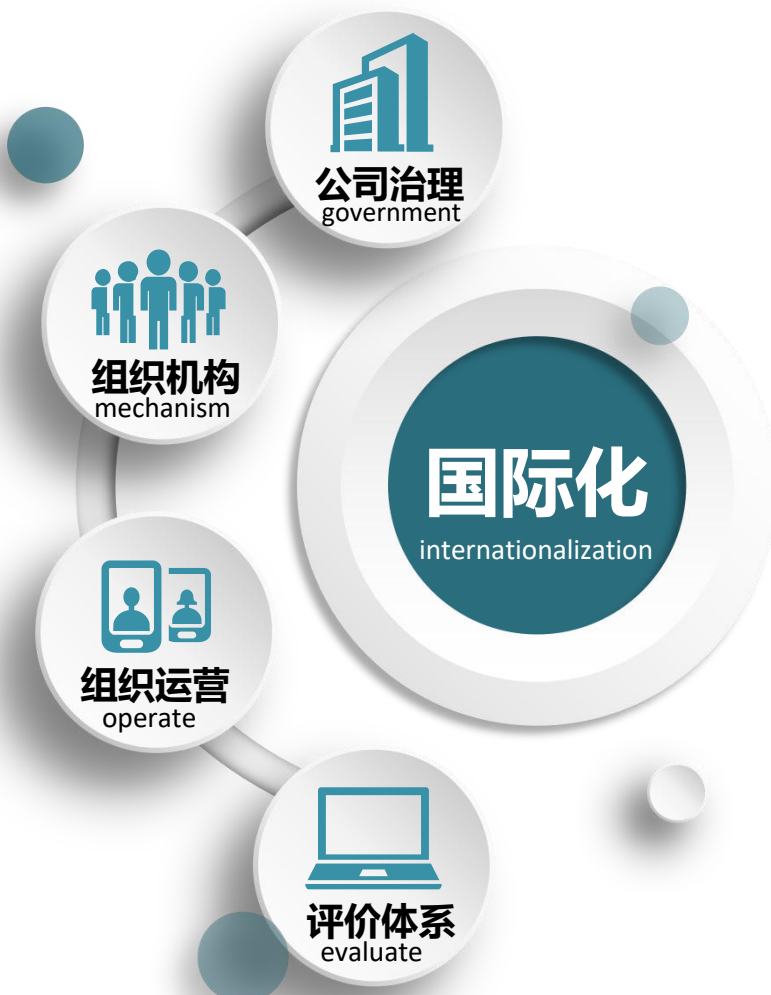 公司治理
government
组织机构
mechanism
国际化
internationalization
组织运营
operate
评价体系
evaluate